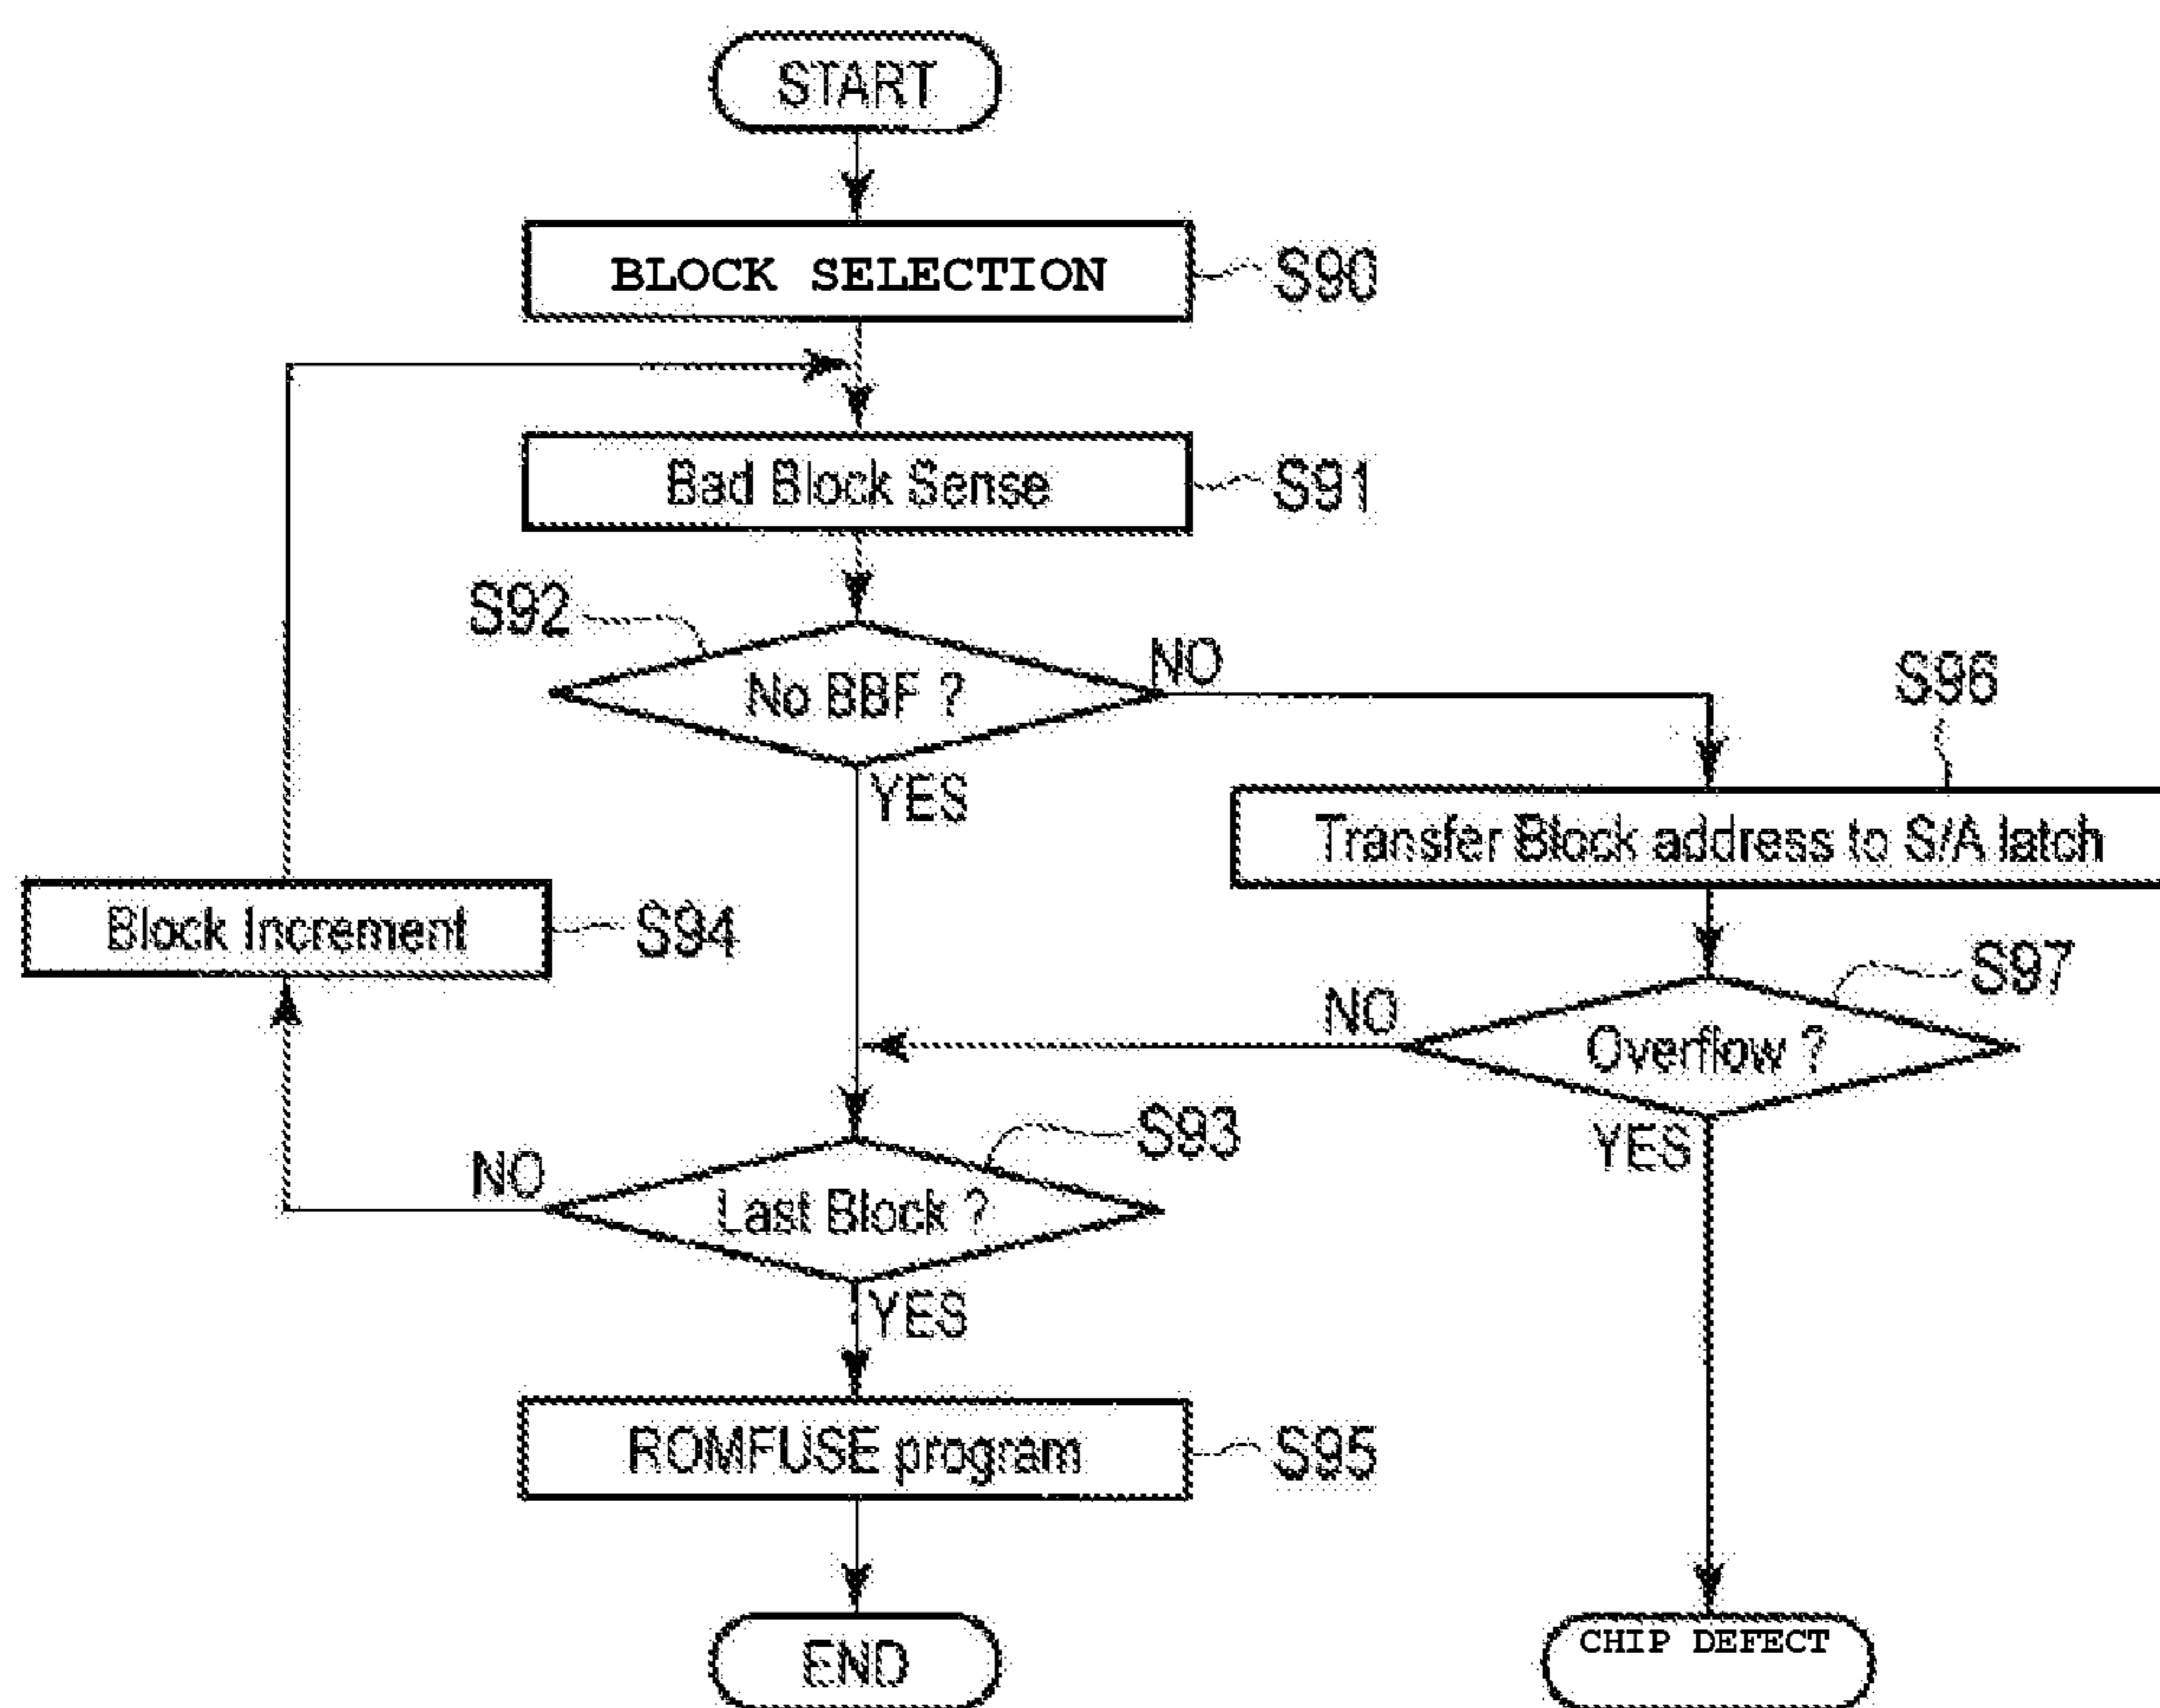 START
BLOCK SELECTION
S90
Bad Block Sense
S91
S92
No BBF ?
NO
YES
S96
Transfer Block address to S/A latch
Block Increment
S94
S97
Overflow ?
NO
YES
S93
Last Block ?
NO
YES
ROMFUSE program
S95
END
CHIP DEFECT